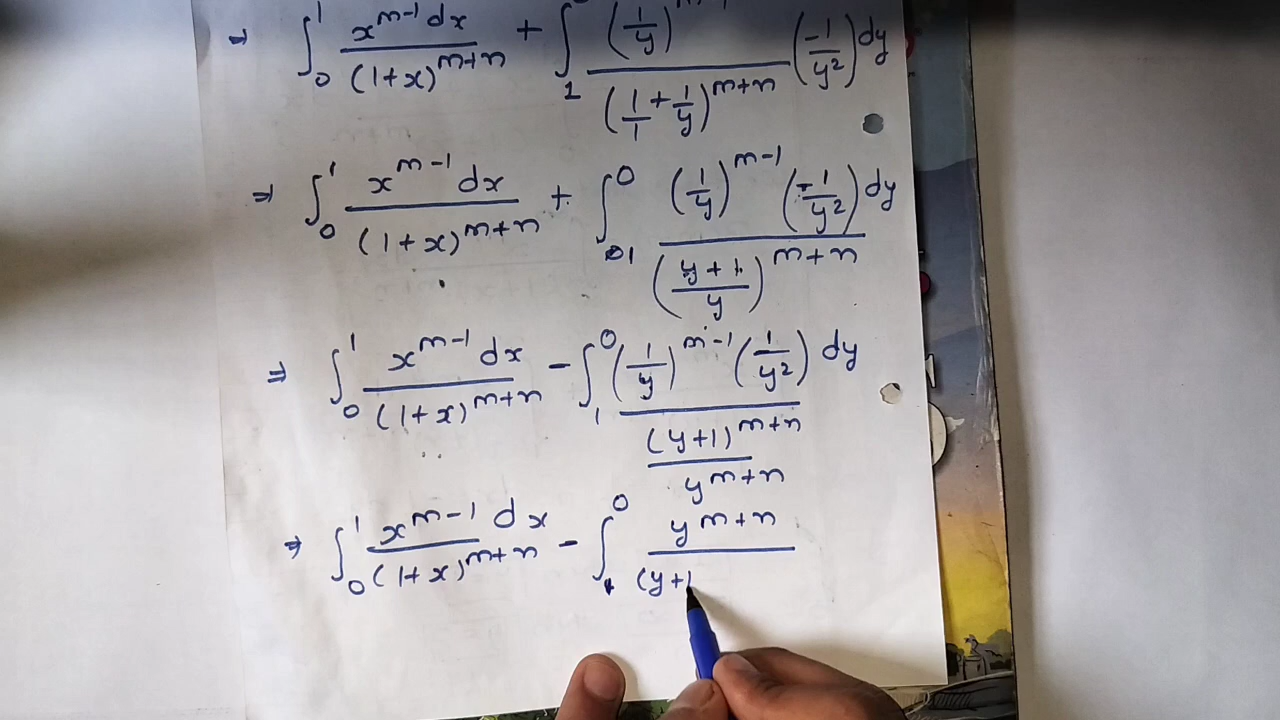 ⇒ ∫₀¹ x^(m-1) dx / (1+x)^(m+n) + ∫₁ (1/y)^(m-1) / (1/1 + 1/y)^(m+n) (-1/y²) dy
⇒ ∫₀¹ x^(m-1) dx / (1+x)^(m+n) + ∫₁⁰ (1/y)^(m-1) (-1/y²) dy / ((y+1)/y)^(m+n)
⇒ ∫₀¹ x^(m-1) dx / (1+x)^(m+n) - ∫₁⁰ (1/y)^(m-1) (1/y²) dy / ((y+1)^(m+n) / y^(m+n))
⇒ ∫₀¹ x^(m-1) dx / (1+x)^(m+n) - ∫₁⁰ y^(m+n) / (y+1